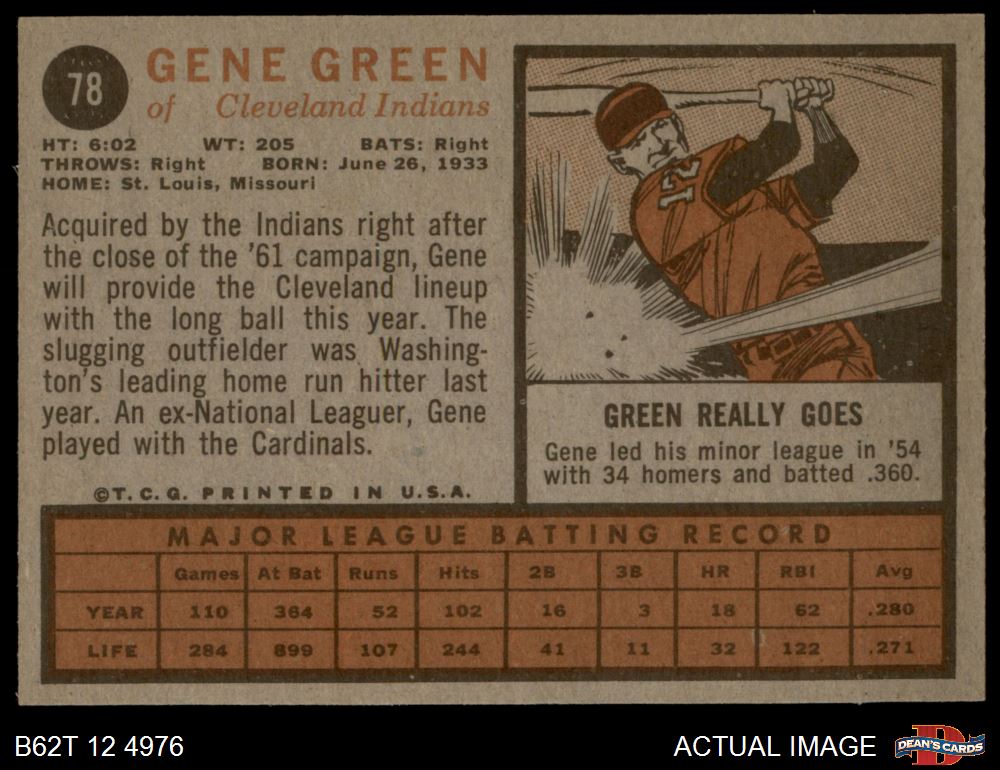 78
GENE GREEN
of Cleveland Indians
HT: 6:02 WT: 205 BATS: Right
THROWS: Right BORN: June 26, 1933
HOME: St. Louis, Missouri
Acquired by the Indians right after
the close of the '61 campaign, Gene
will provide the Cleveland lineup
with the long ball this year. The
slugging outfielder was Washing-
ton's leading home run hitter last
year. An ex-National Leaguer, Gene
played with the Cardinals.
©T.C.G. PRINTED IN U.S.A.
12
GREEN REALLY GOES
Gene led his minor league in '54
with 34 homers and batted .360.
MAJOR LEAGUE BATTING RECORD
Games At Bat Runs Hits 2B 3B HR RBI Avg
YEAR 110 364 52 102 16 3 18 62 .280
LIFE 284 899 107 244 41 11 32 122 .271
B62T 12 4976
ACTUAL IMAGE
D
DEAN'S CARDS